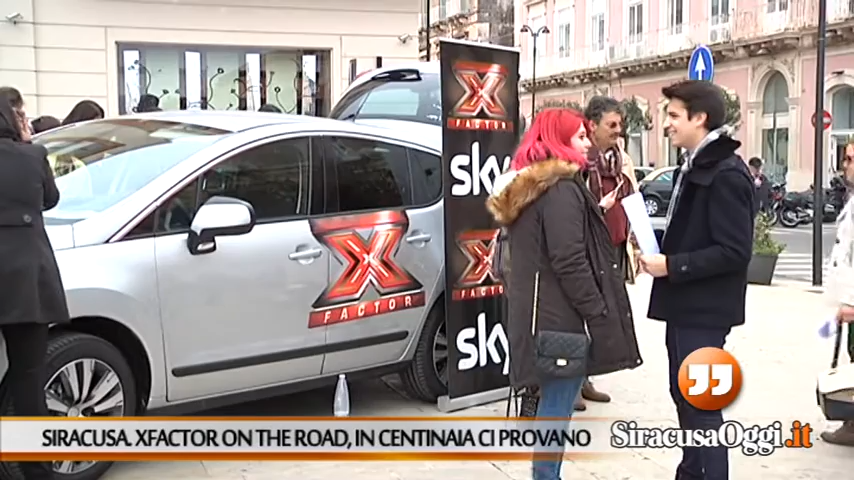 X
FACTOR
sky
X
FACTOR
sky
X
FACTOR
SIRACUSA. XFACTOR ON THE ROAD, IN CENTINAIA CI PROVANO
SiracusaOggi.it